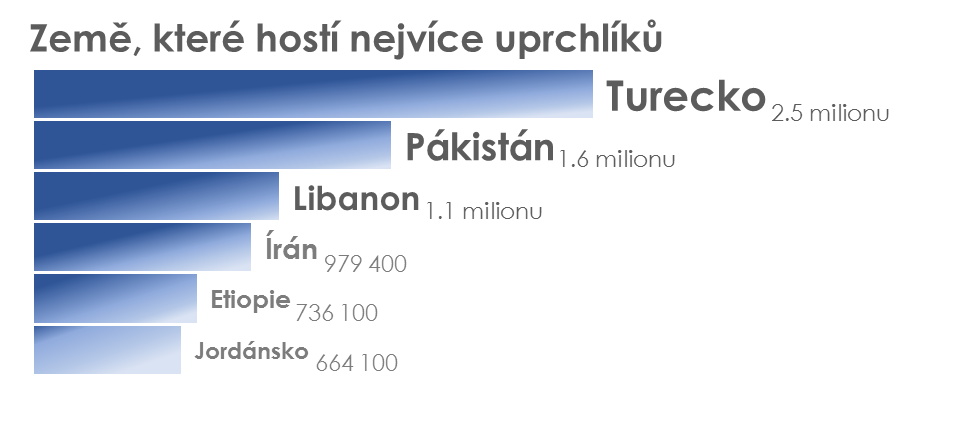 Země, které hostí nejvíce uprchlíků
Turecko 2.5 milionu
Pákistán 1.6 milionu
Libanon 1.1 milionu
Írán 979 400
Etiopie 736 100
Jordánsko 664 100